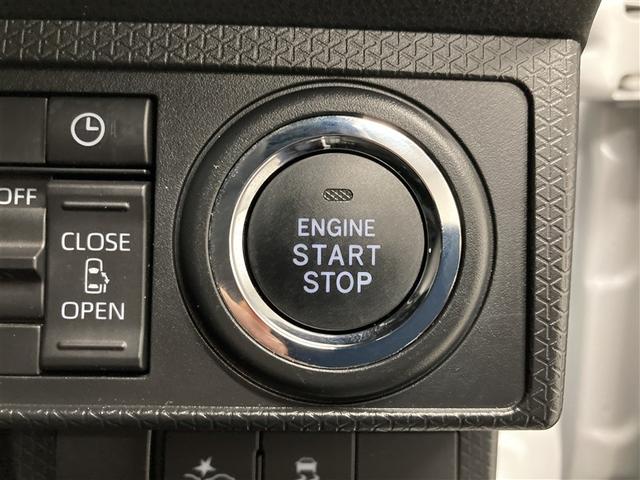 OFF
CLOSE
OPEN
ENGINE
START
STOP